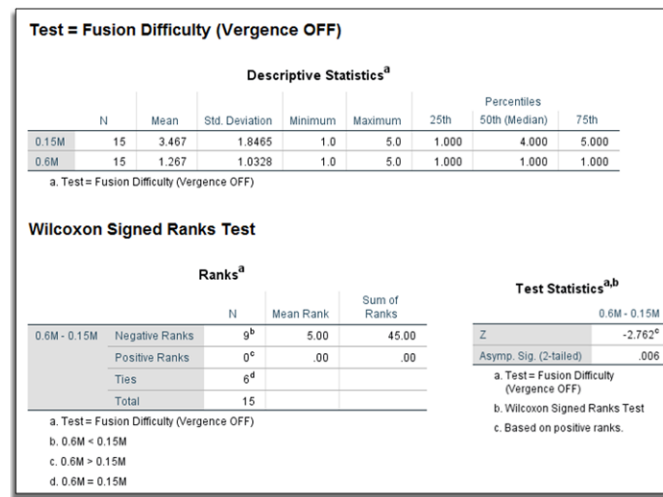 Test = Fusion Difficulty (Vergence OFF)
Descriptive Statistics^a
Percentiles
N Mean Std. Deviation Minimum Maximum 25th 50th (Median) 75th
0.15M 15 3.467 1.8465 1.0 5.0 1.000 4.000 5.000
0.6M 15 1.267 1.0328 1.0 5.0 1.000 1.000 1.000
a. Test = Fusion Difficulty (Vergence OFF)
Wilcoxon Signed Ranks Test
Ranks^a
N Mean Rank Sum of Ranks
0.6M - 0.15M Negative Ranks 9^b 5.00 45.00
Positive Ranks 0^c .00 .00
Ties 6^d
Total 15
a. Test = Fusion Difficulty (Vergence OFF)
b. 0.6M < 0.15M
c. 0.6M > 0.15M
d. 0.6M = 0.15M
Test Statistics^a,b
0.6M - 0.15M
Z -2.762^c
Asymp. Sig. (2-tailed) .006
a. Test = Fusion Difficulty
(Vergence OFF)
b. Wilcoxon Signed Ranks Test
c. Based on positive ranks.